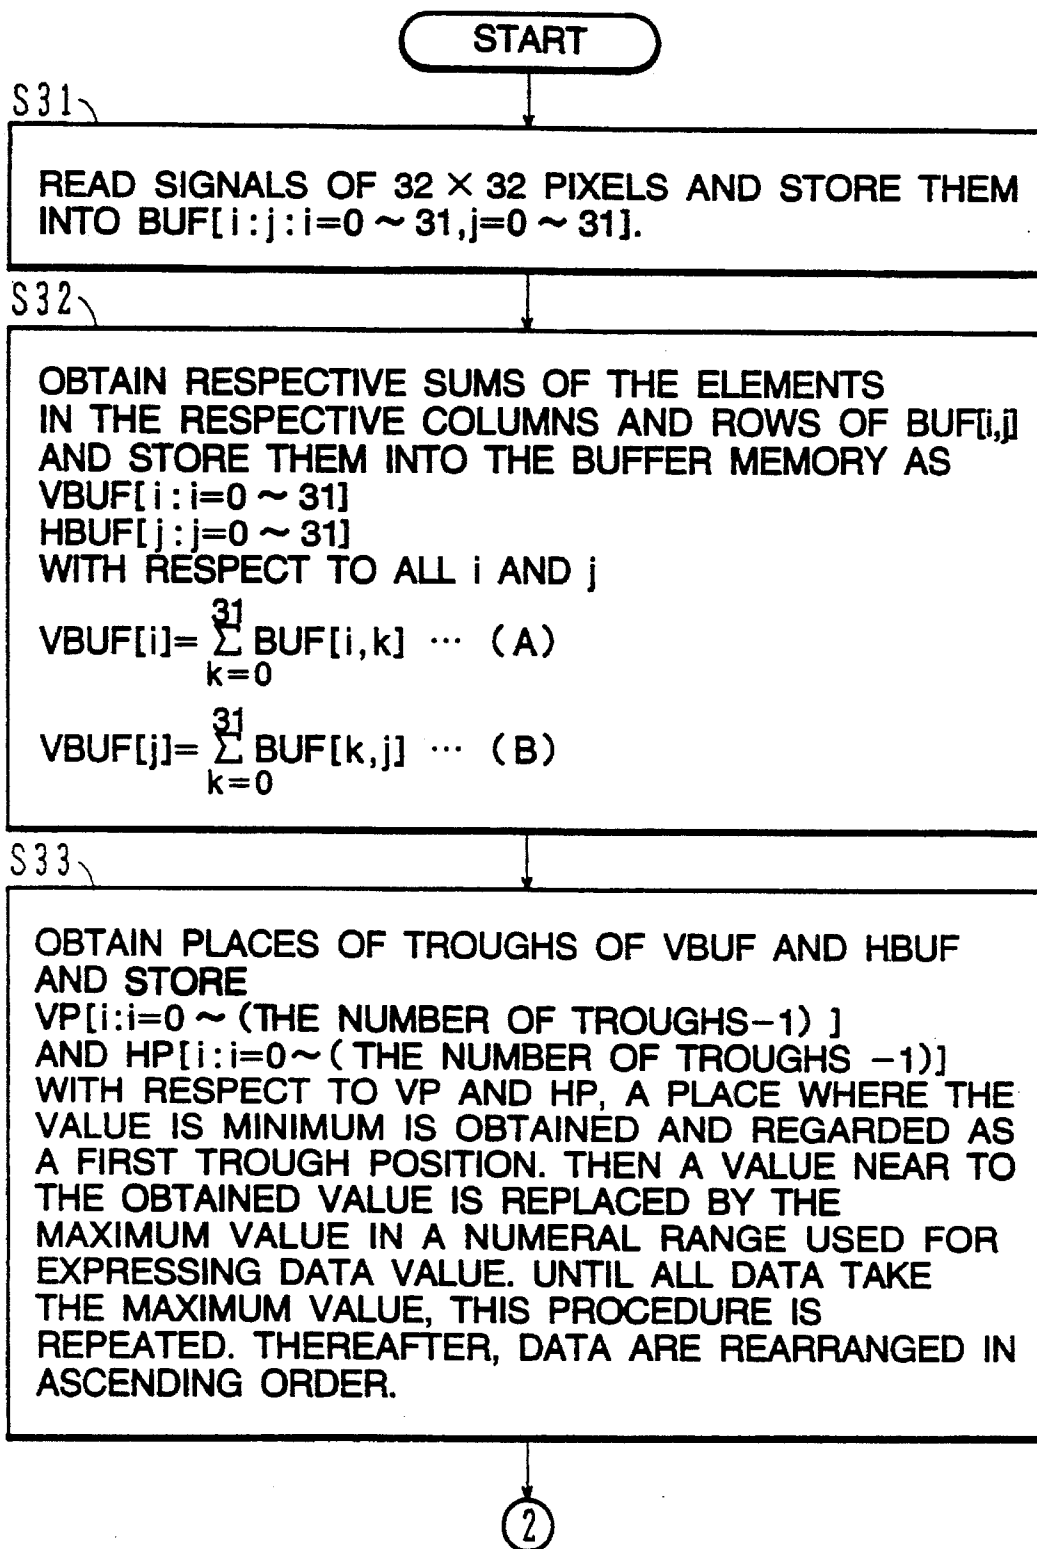 START
S31
READ SIGNALS OF 32 × 32 PIXELS AND STORE THEM
INTO BUF[i:j:i=0 ~ 31,j=0 ~ 31].
S32
OBTAIN RESPECTIVE SUMS OF THE ELEMENTS
IN THE RESPECTIVE COLUMNS AND ROWS OF BUF[i,j]
AND STORE THEM INTO THE BUFFER MEMORY AS
VBUF[i:i=0 ~ 31]
HBUF[j:j=0 ~ 31]
WITH RESPECT TO ALL i AND j
31
VBUF[i]= Σ BUF[i,k] ··· (A)
k=0
31
VBUF[j]= Σ BUF[k,j] ··· (B)
k=0
S33
OBTAIN PLACES OF TROUGHS OF VBUF AND HBUF
AND STORE
VP[i:i=0 ~ (THE NUMBER OF TROUGHS-1) ]
AND HP[i:i=0~(THE NUMBER OF TROUGHS -1)]
WITH RESPECT TO VP AND HP, A PLACE WHERE THE
VALUE IS MINIMUM IS OBTAINED AND REGARDED AS
A FIRST TROUGH POSITION. THEN A VALUE NEAR TO
THE OBTAINED VALUE IS REPLACED BY THE
MAXIMUM VALUE IN A NUMERAL RANGE USED FOR
EXPRESSING DATA VALUE. UNTIL ALL DATA TAKE
THE MAXIMUM VALUE, THIS PROCEDURE IS
REPEATED. THEREAFTER, DATA ARE REARRANGED IN
ASCENDING ORDER.
2